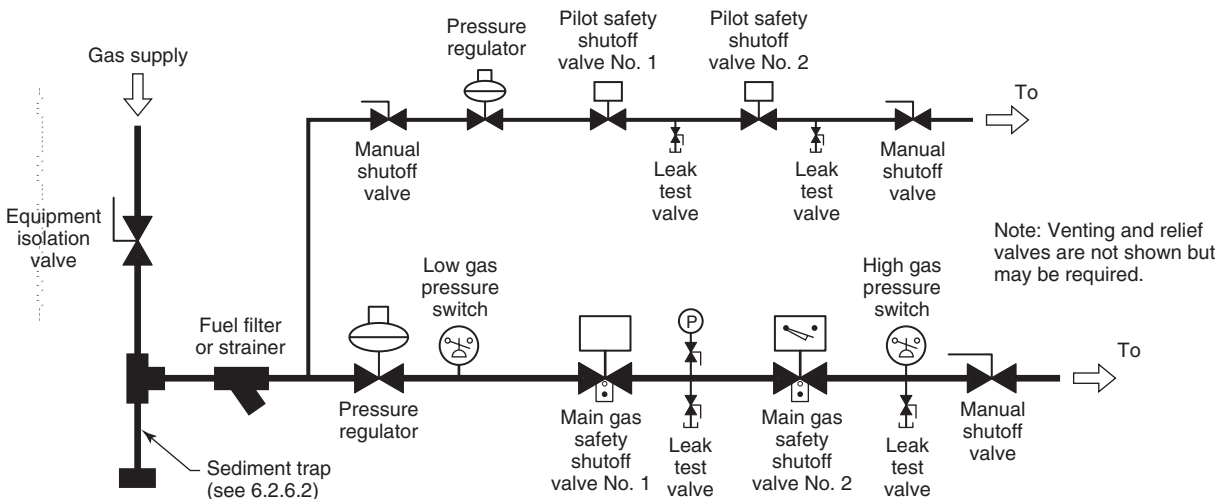 Gas supply
Pressure
regulator
Pilot safety
shutoff
valve No. 1
Pilot safety
shutoff
valve No. 2
To
Manual
shutoff
valve
Leak
test
valve
Leak
test
valve
Manual
shutoff
valve
Equipment
isolation
valve
Note: Venting and relief
valves are not shown but
may be required.
Fuel filter
or strainer
Low gas
pressure
switch
P
High gas
pressure
switch
To
Pressure
regulator
Main gas
safety
shutoff
valve No. 1
Leak
test
valve
Main gas
safety
shutoff
valve No. 2
Leak
test
valve
Manual
shutoff
valve
Sediment trap
(see 6.2.6.2)